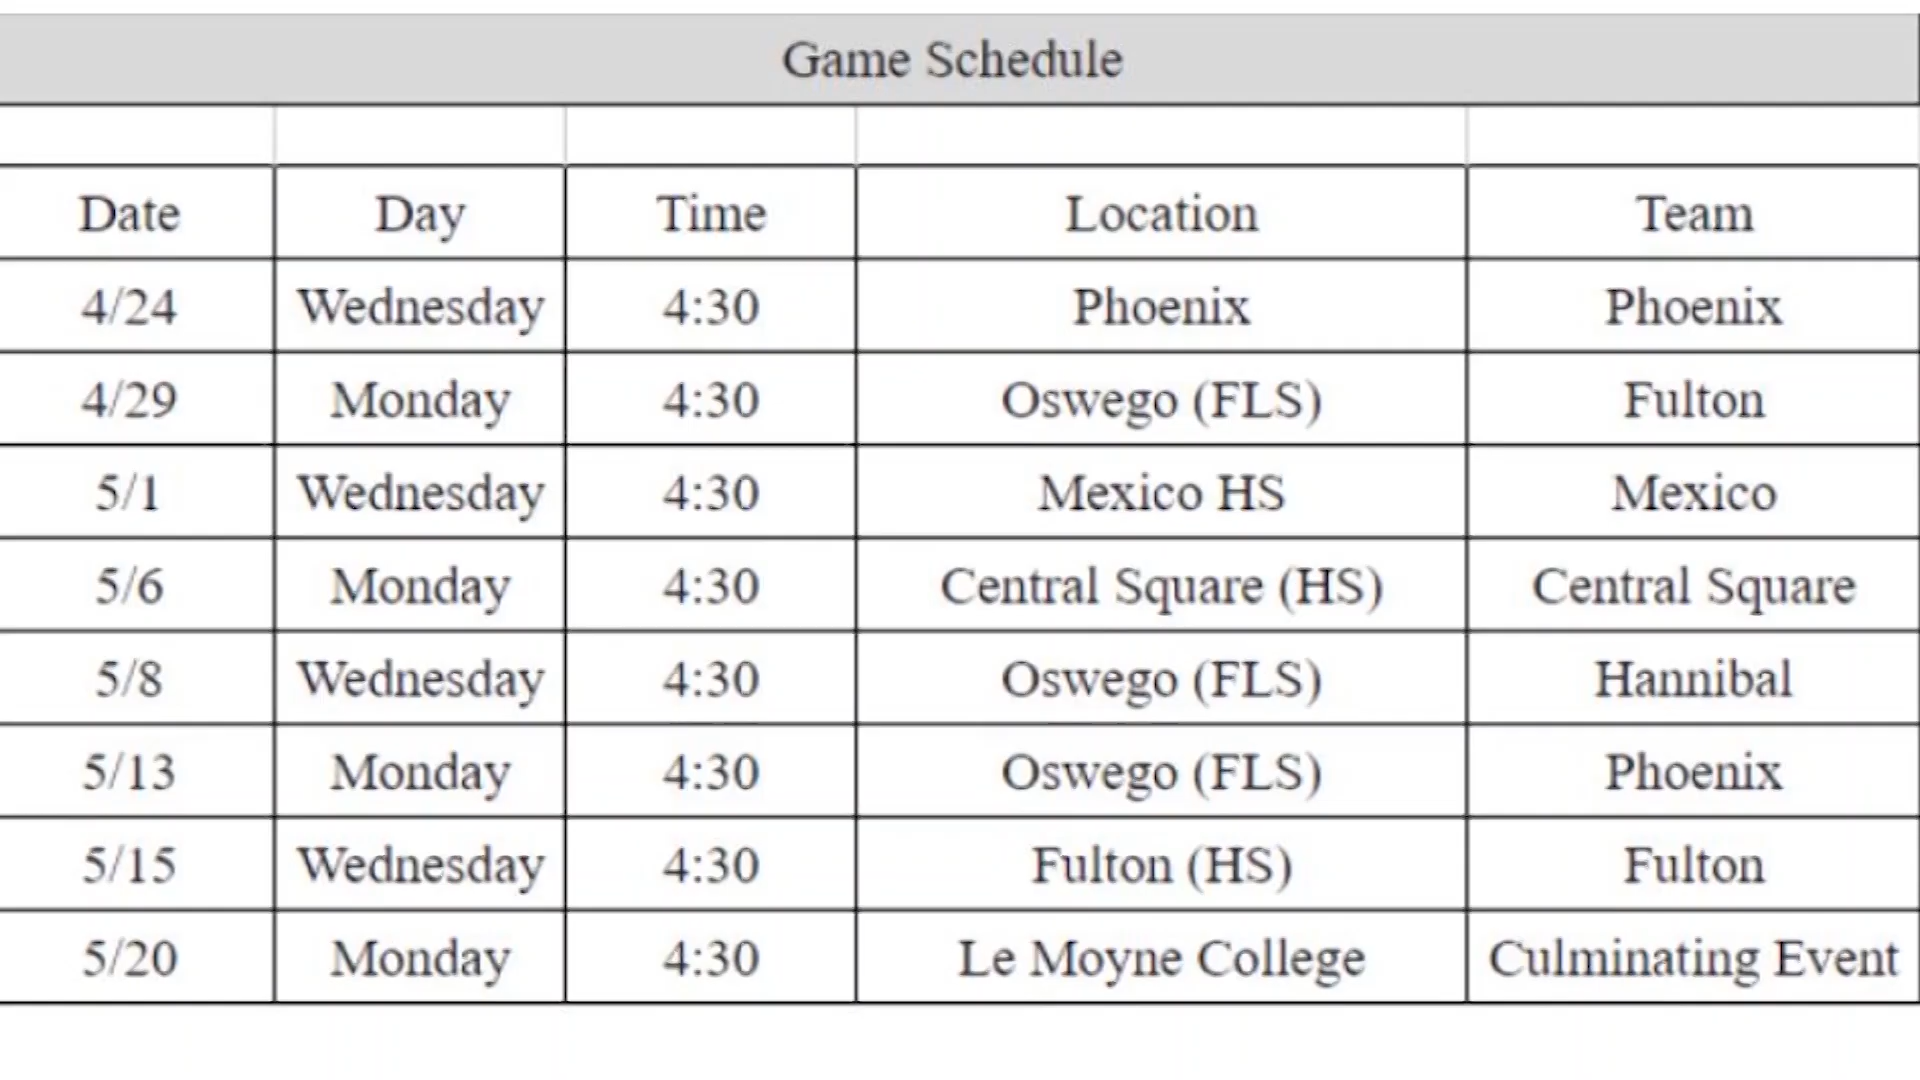 Game Schedule
Date Day Time Location Team
4/24 Wednesday 4:30 Phoenix Phoenix
4/29 Monday 4:30 Oswego (FLS) Fulton
5/1 Wednesday 4:30 Mexico HS Mexico
5/6 Monday 4:30 Central Square (HS) Central Square
5/8 Wednesday 4:30 Oswego (FLS) Hannibal
5/13 Monday 4:30 Oswego (FLS) Phoenix
5/15 Wednesday 4:30 Fulton (HS) Fulton
5/20 Monday 4:30 Le Moyne College Culminating Event